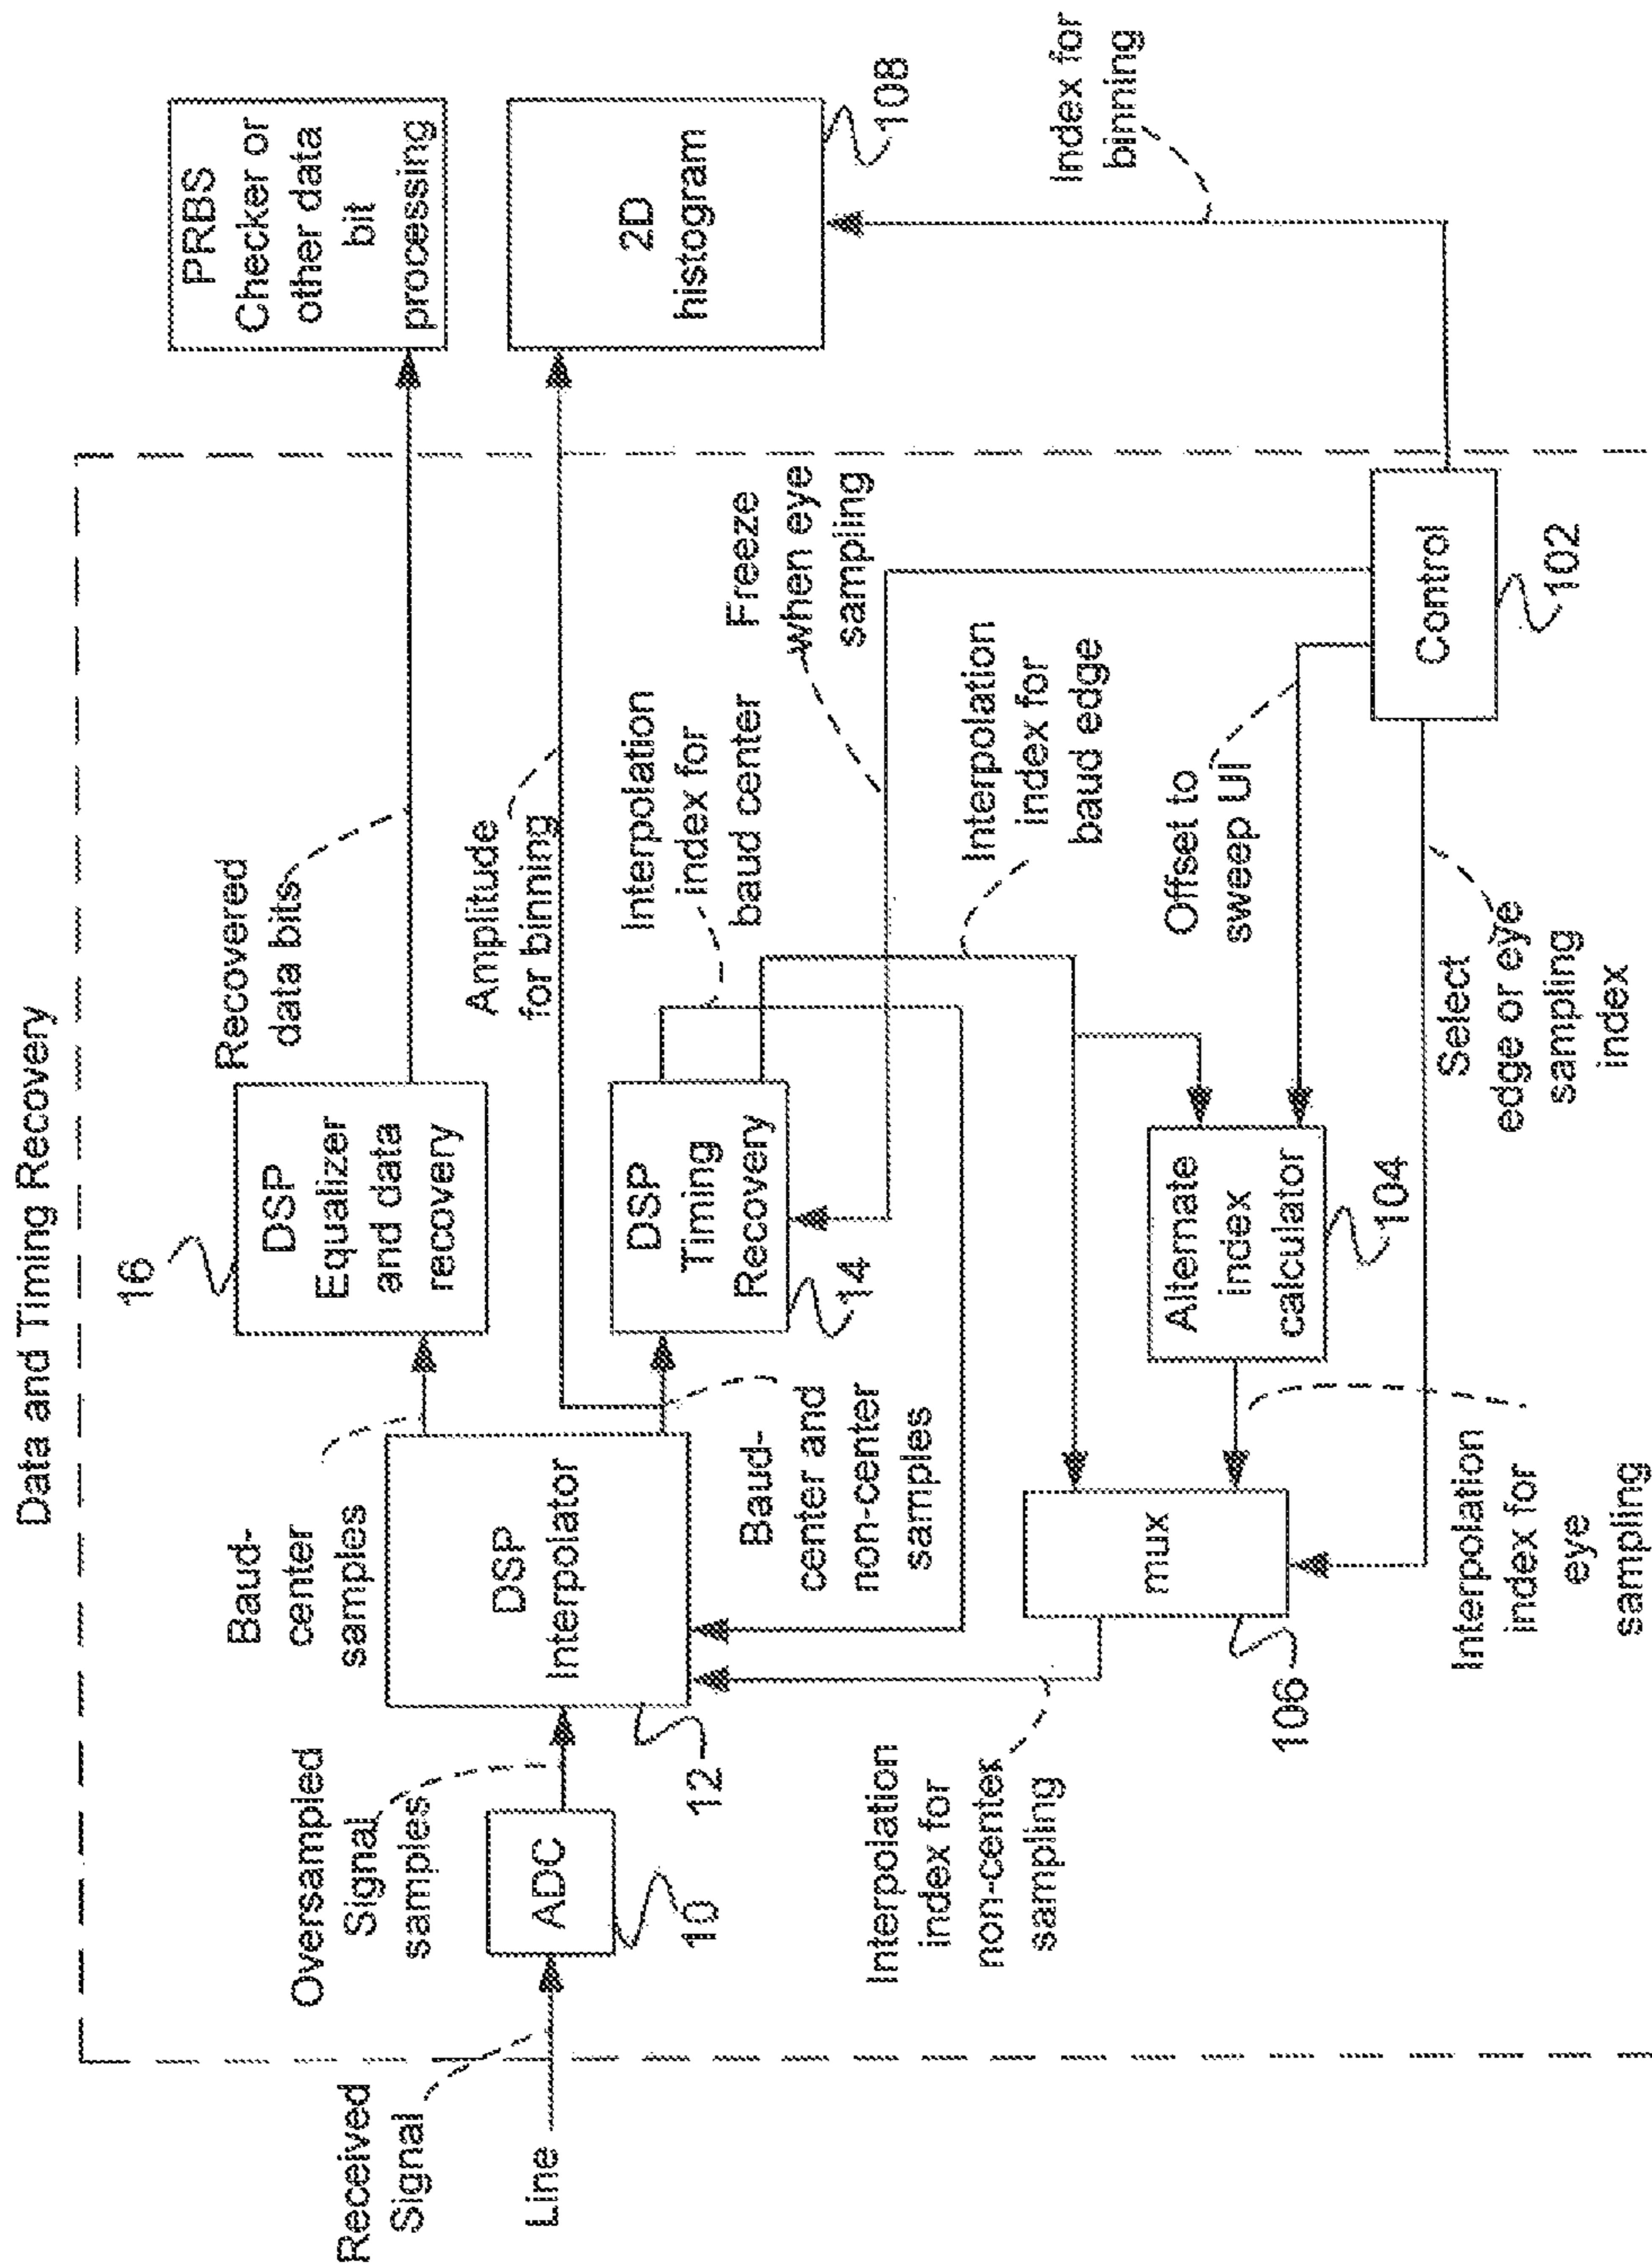 Data and Timing Recovery
Received
Signal
Line
ADC
10
Oversampled
Signal
samples
DSP
Interpolator
12
Baud-
center
samples
16
DSP
Equalizer
and data
recovery
Recovered
data bits
PRBS
Checker or
other data
bit
processing
Amplitude
for binning
2D
histogram
108
Index for
binning
Baud-
center and
non-center
samples
DSP
Timing
Recovery
14
Interpolation
index for
baud center
Freeze
when eye
sampling
Interpolation
index for
baud edge
Interpolation
index for
non-center
sampling
mux
106
Alternate
index
calculator
104
Offset to
sweep UI
Control
102
Interpolation
index for
eye
sampling
Select
edge or eye
sampling
index